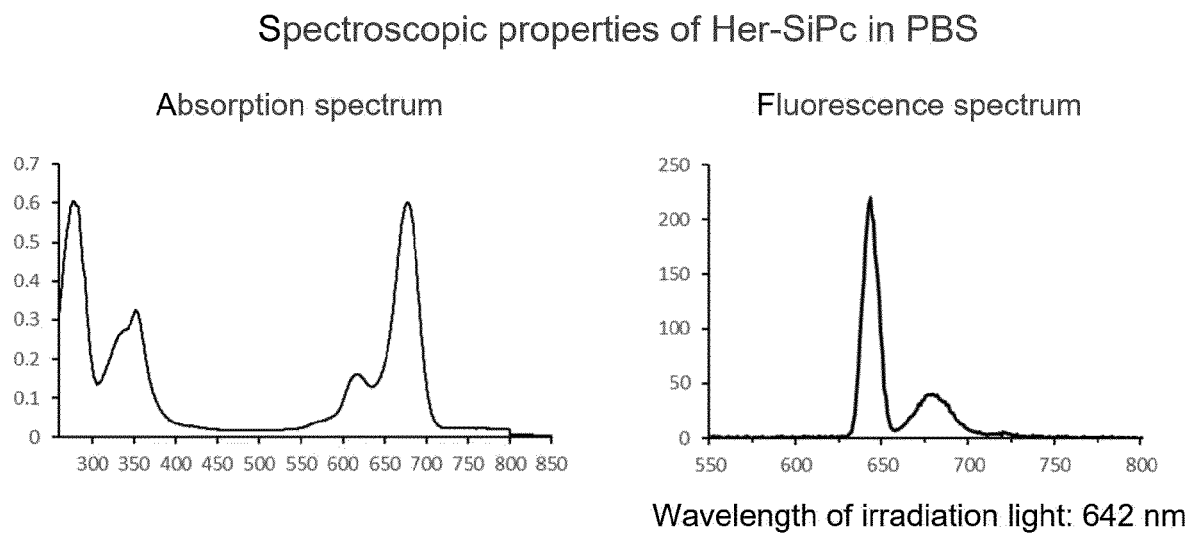 Spectroscopic properties of Her-SiPc in PBS
Absorption spectrum
0.7
0.6
0.5
0.4
0.3
0.2
0.1
0
300 350 400 450 500 550 600 650 700 750 800 850
Fluorescence spectrum
250
200
150
100
50
0
550 600 650 700 750 800
Wavelength of irradiation light: 642 nm